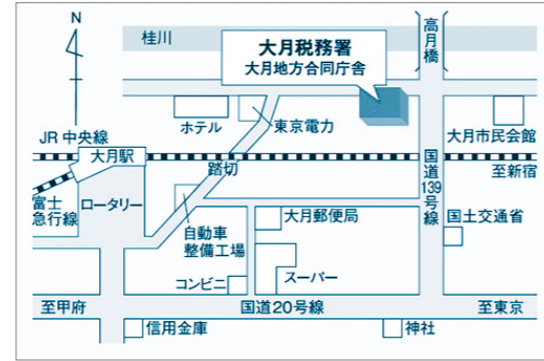 N
桂川
高月橋
大月税務署
大月地方合同庁舎
ホテル
東京電力
大月市民会館
JR中央線
大月駅
踏切
国道139号線
至新宿
富士
急行線
ロータリー
自動車
整備工場
大月郵便局
国土交通省
コンビニ
スーパー
至甲府
国道20号線
至東京
信用金庫
神社